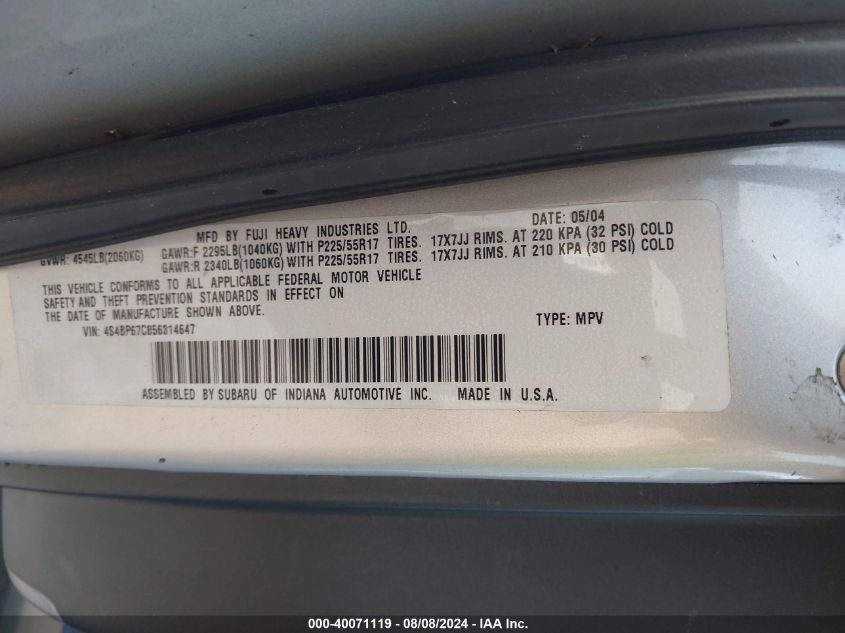 MFD BY FUJI HEAVY INDUSTRIES LTD. DATE: 05/04
GVWR: 4545LB(2060KG) GAWR:F 2295LB(1040KG) WITH P225/55R17 TIRES. 17X7JJ RIMS. AT 220 KPA (32 PSI) COLD
GAWR:R 2340LB(1060KG) WITH P225/55R17 TIRES. 17X7JJ RIMS. AT 210 KPA (30 PSI) COLD
THIS VEHICLE CONFORMS TO ALL APPLICABLE FEDERAL MOTOR VEHICLE
SAFETY AND THEFT PREVENTION STANDARDS IN EFFECT ON
THE DATE OF MANUFACTURE SHOWN ABOVE.
VIN: 4S4BP67C856314647 TYPE: MPV
ASSEMBLED BY SUBARU OF INDIANA AUTOMOTIVE INC. MADE IN U.S.A.
000-40071119 - 08/08/2024 - IAA Inc.